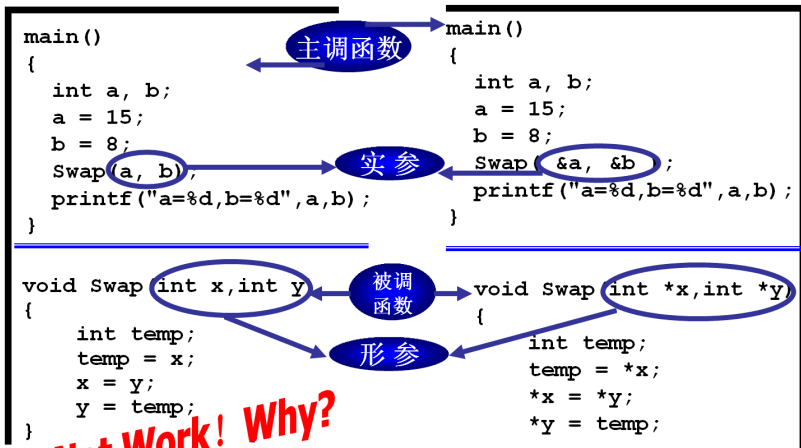 main()
{
int a, b;
a = 15;
b = 8;
Swap(a, b);
printf("a=%d,b=%d",a,b);
}
主调函数
实参
main()
{
int a, b;
a = 15;
b = 8;
Swap( &a, &b );
printf("a=%d,b=%d",a,b);
}
void Swap(int x,int y)
{
int temp;
temp = x;
x = y;
y = temp;
}
Work! Why?
被调
函数
形参
void Swap(int *x,int *y)
{
int temp;
temp = *x;
*x = *y;
*y = temp;